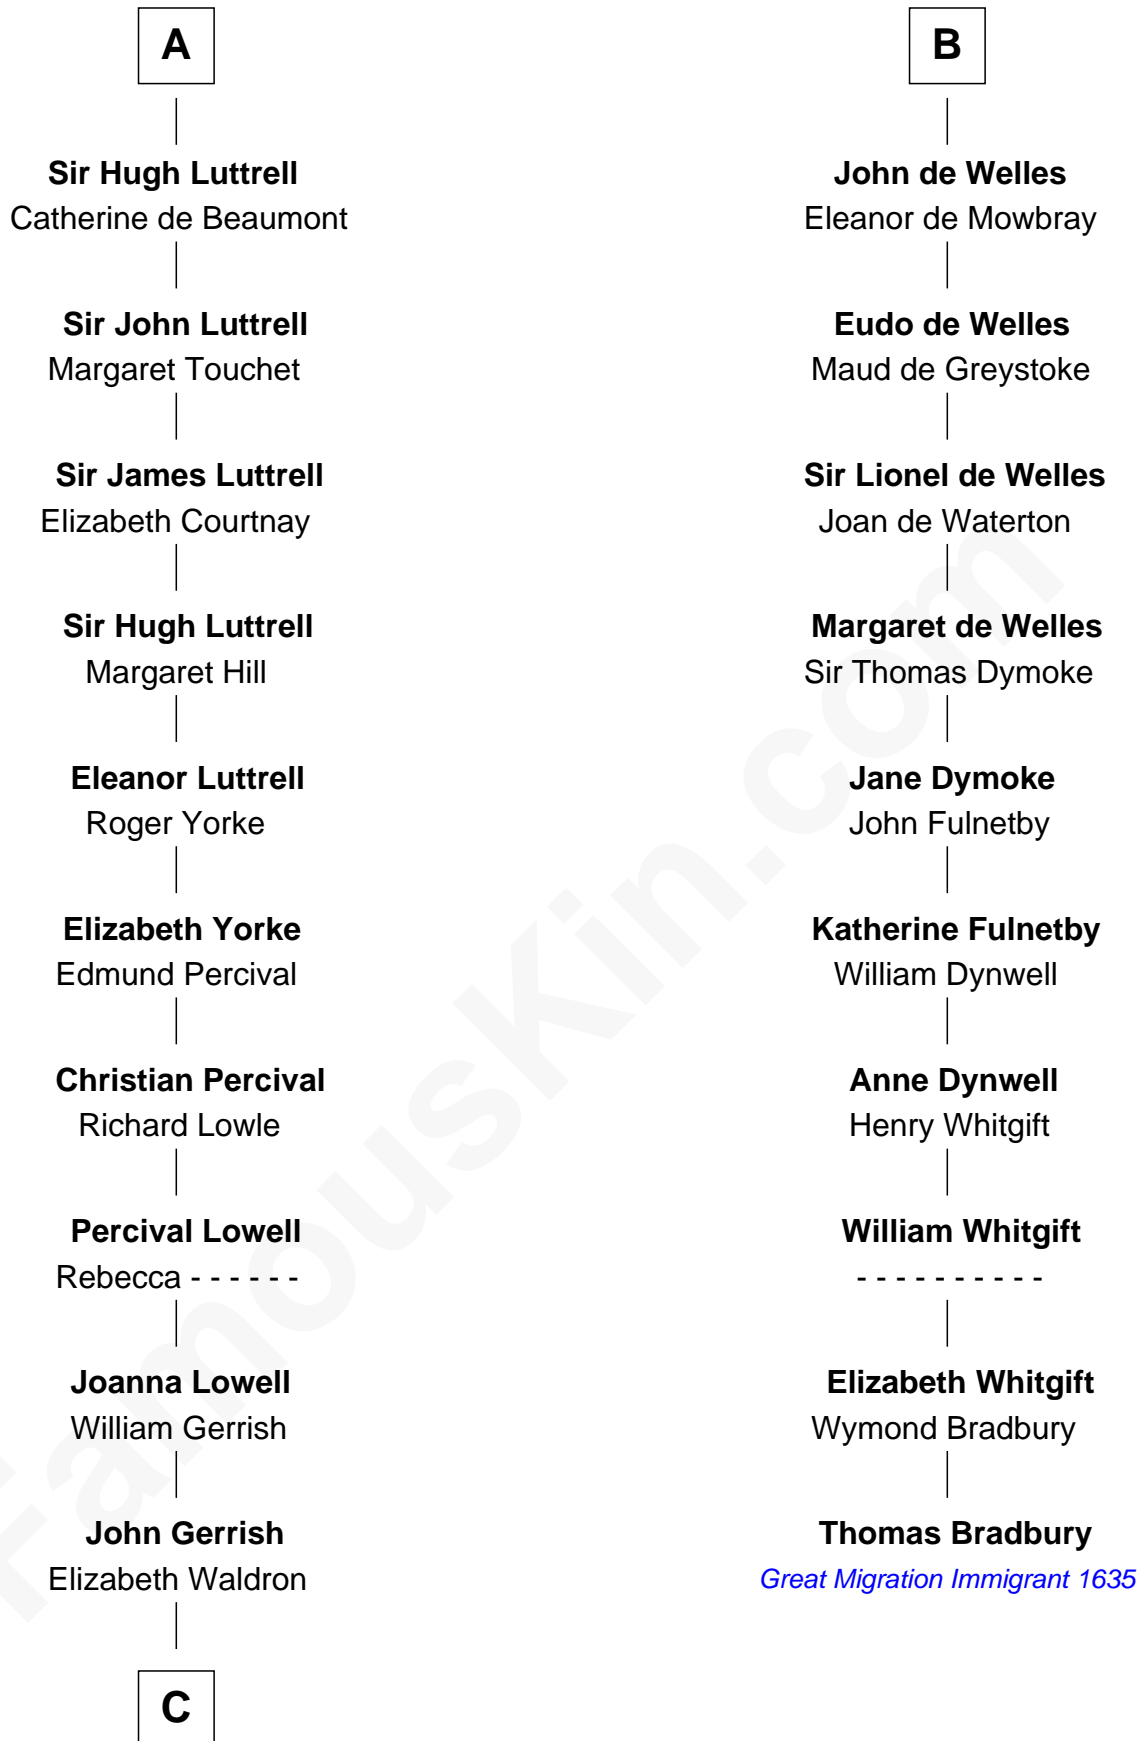 A
Sir Hugh Luttrell
Catherine de Beaumont
Sir John Luttrell
Margaret Touchet
Sir James Luttrell
Elizabeth Courtnay
Sir Hugh Luttrell
Margaret Hill
Eleanor Luttrell
Roger Yorke
Elizabeth Yorke
Edmund Percival
Christian Percival
Richard Lowle
Percival Lowell
Rebecca - - - - - -
Joanna Lowell
William Gerrish
John Gerrish
Elizabeth Waldron
C
B
John de Welles
Eleanor de Mowbray
Eudo de Welles
Maud de Greystoke
Sir Lionel de Welles
Joan de Waterton
Margaret de Welles
Sir Thomas Dymoke
Jane Dymoke
John Fulnetby
Katherine Fulnetby
William Dynwell
Anne Dynwell
Henry Whitgift
William Whitgift
- - - - - - - - - -
Elizabeth Whitgift
Wymond Bradbury
Thomas Bradbury
Great Migration Immigrant 1635
FamousKin.com